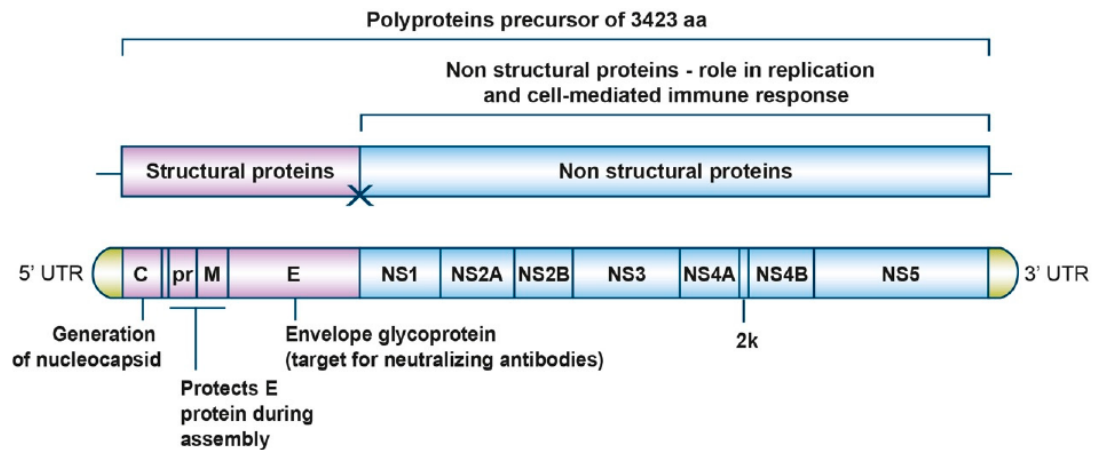 Polyproteins precursor of 3423 aa
Non structural proteins - role in replication
and cell-mediated immune response
Structural proteins
Non structural proteins
5' UTR
C
pr
M
E
NS1
NS2A
NS2B
NS3
NS4A
NS4B
NS5
3' UTR
Generation
of nucleocapsid
Envelope glycoprotein
(target for neutralizing antibodies)
2k
Protects E
protein during
assembly